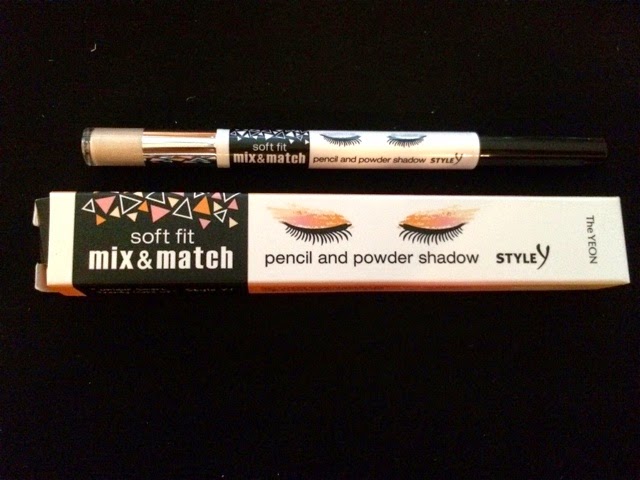 soft fit
mix&match
pencil and powder shadow STYLE Y
soft fit
mix&match
pencil and powder shadow STYLE Y
The YEON